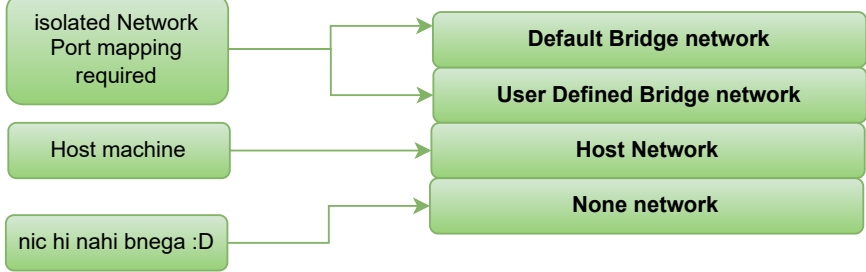 isolated Network
Port mapping
required
Default Bridge network
User Defined Bridge network
Host machine
Host Network
None network
nic hi nahi bnega :D